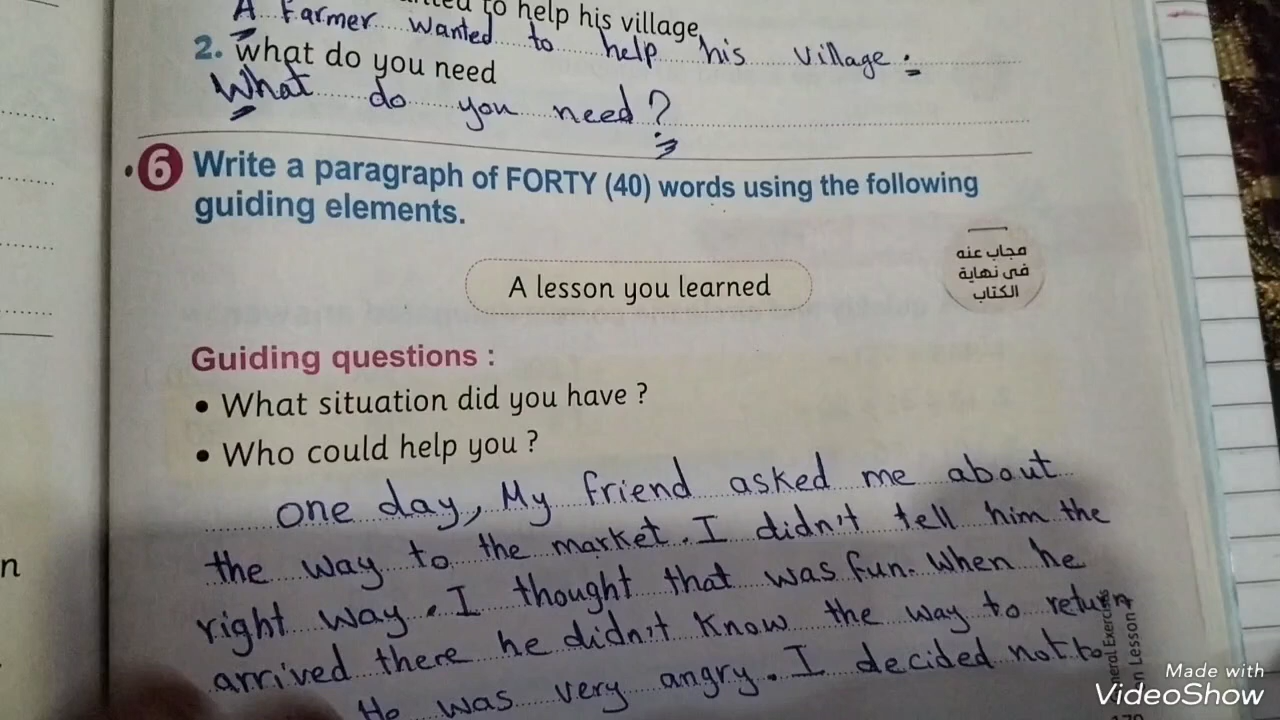 to help his village
A Farmer wanted to help his village.
2. what do you need
What do you need?
6 Write a paragraph of FORTY (40) words using the following
guiding elements.
مجاب عنه
فى نهاية
الكتاب
A lesson you learned
Guiding questions :
• What situation did you have ?
• Who could help you ?
one day, My friend asked me about
the way to the market. I didn't tell him the
right way. I thought that was fun. When he
arrived there he didn't know the way to return
He was very angry. I decided not to
n
Lesson
Made with
VideoShow